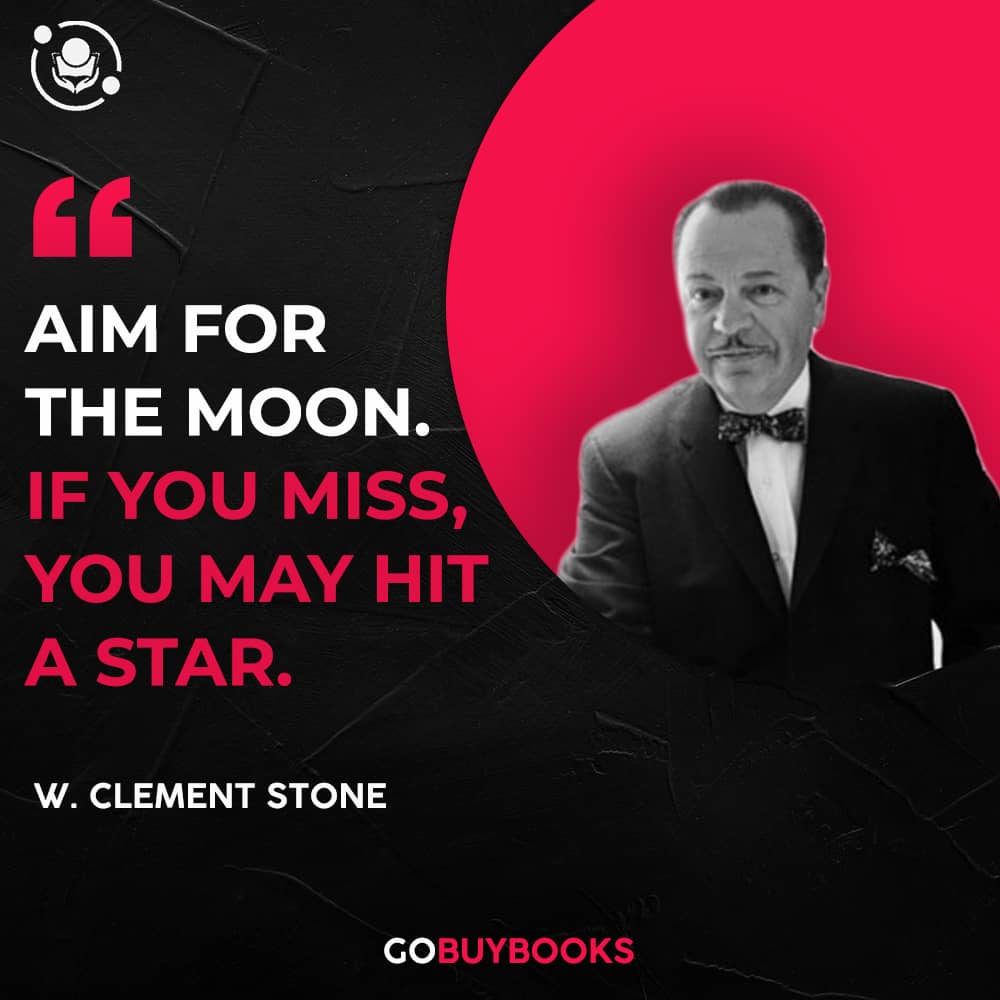 “
AIM FOR
THE MOON.
IF YOU MISS,
YOU MAY HIT
A STAR.
W. CLEMENT STONE
GOBUYBOOKS